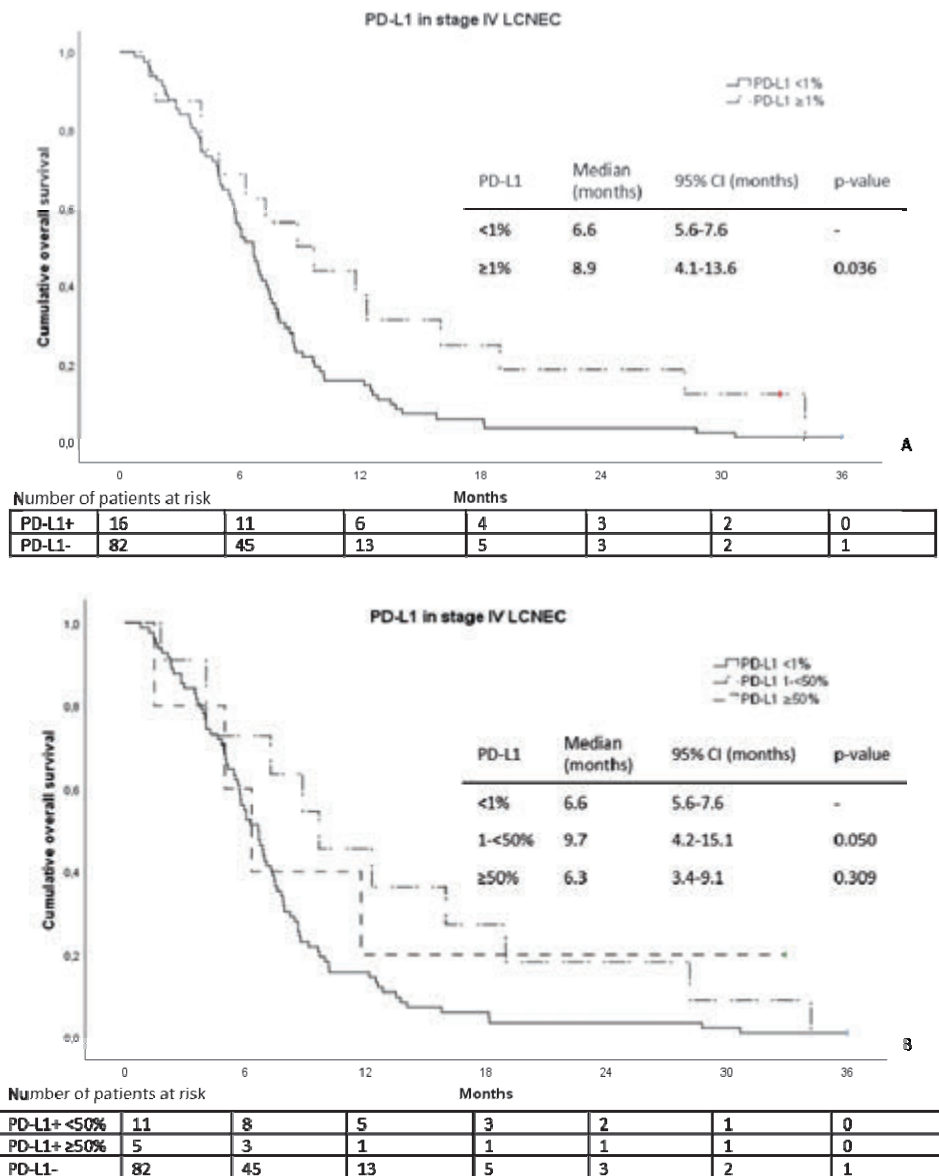 PD-L1 in stage IV LCNEC
1,0
0,8
0,6
0,4
0,2
0,0
Cumulative overall survival
PD-L1 <1%
PD-L1 ≥1%
PD-L1 Median (months) 95% CI (months) p-value
<1% 6.6 5.6-7.6 -
≥1% 8.9 4.1-13.6 0.036
A
0 6 12 18 24 30 36
Number of patients at risk Months
PD-L1+ 16 11 6 4 3 2 0
PD-L1- 82 45 13 5 3 2 1
PD-L1 in stage IV LCNEC
1,0
0,8
0,6
0,4
0,2
0,0
Cumulative overall survival
PD-L1 <1%
PD-L1 1-<50%
PD-L1 ≥50%
PD-L1 Median (months) 95% CI (months) p-value
<1% 6.6 5.6-7.6 -
1-<50% 9.7 4.2-15.1 0.050
≥50% 6.3 3.4-9.1 0.309
B
0 6 12 18 24 30 36
Number of patients at risk Months
PD-L1+ <50% 11 8 5 3 2 1 0
PD-L1+ ≥50% 5 3 1 1 1 1 0
PD-L1- 82 45 13 5 3 2 1